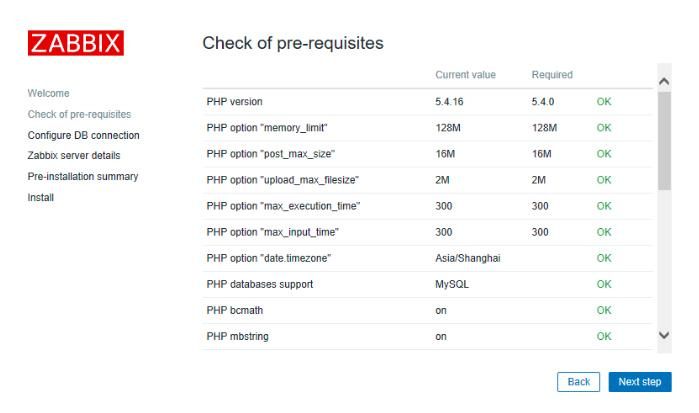 ZABBIX
Check of pre-requisites
Welcome
Check of pre-requisites
Configure DB connection
Zabbix server details
Pre-installation summary
Install
Current value Required
PHP version 5.4.16 5.4.0 OK
PHP option "memory_limit" 128M 128M OK
PHP option "post_max_size" 16M 16M OK
PHP option "upload_max_filesize" 2M 2M OK
PHP option "max_execution_time" 300 300 OK
PHP option "max_input_time" 300 300 OK
PHP option "date.timezone" Asia/Shanghai OK
PHP databases support MySQL OK
PHP bcmath on OK
PHP mbstring on OK
Back Next step